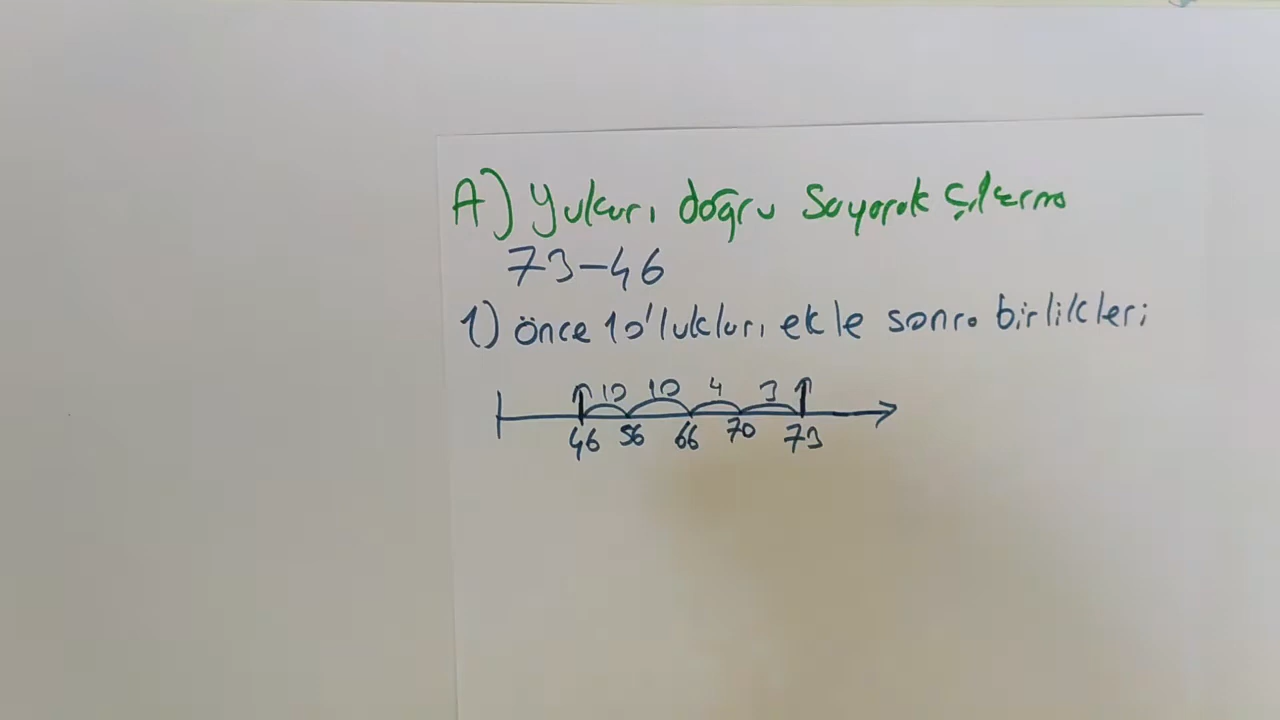 A) Yukarı doğru Sayarak Çıkarma
73-46
1) önce 10'lukları ekle sonra birlikleri
10 10 4 3
46 56 66 70 73